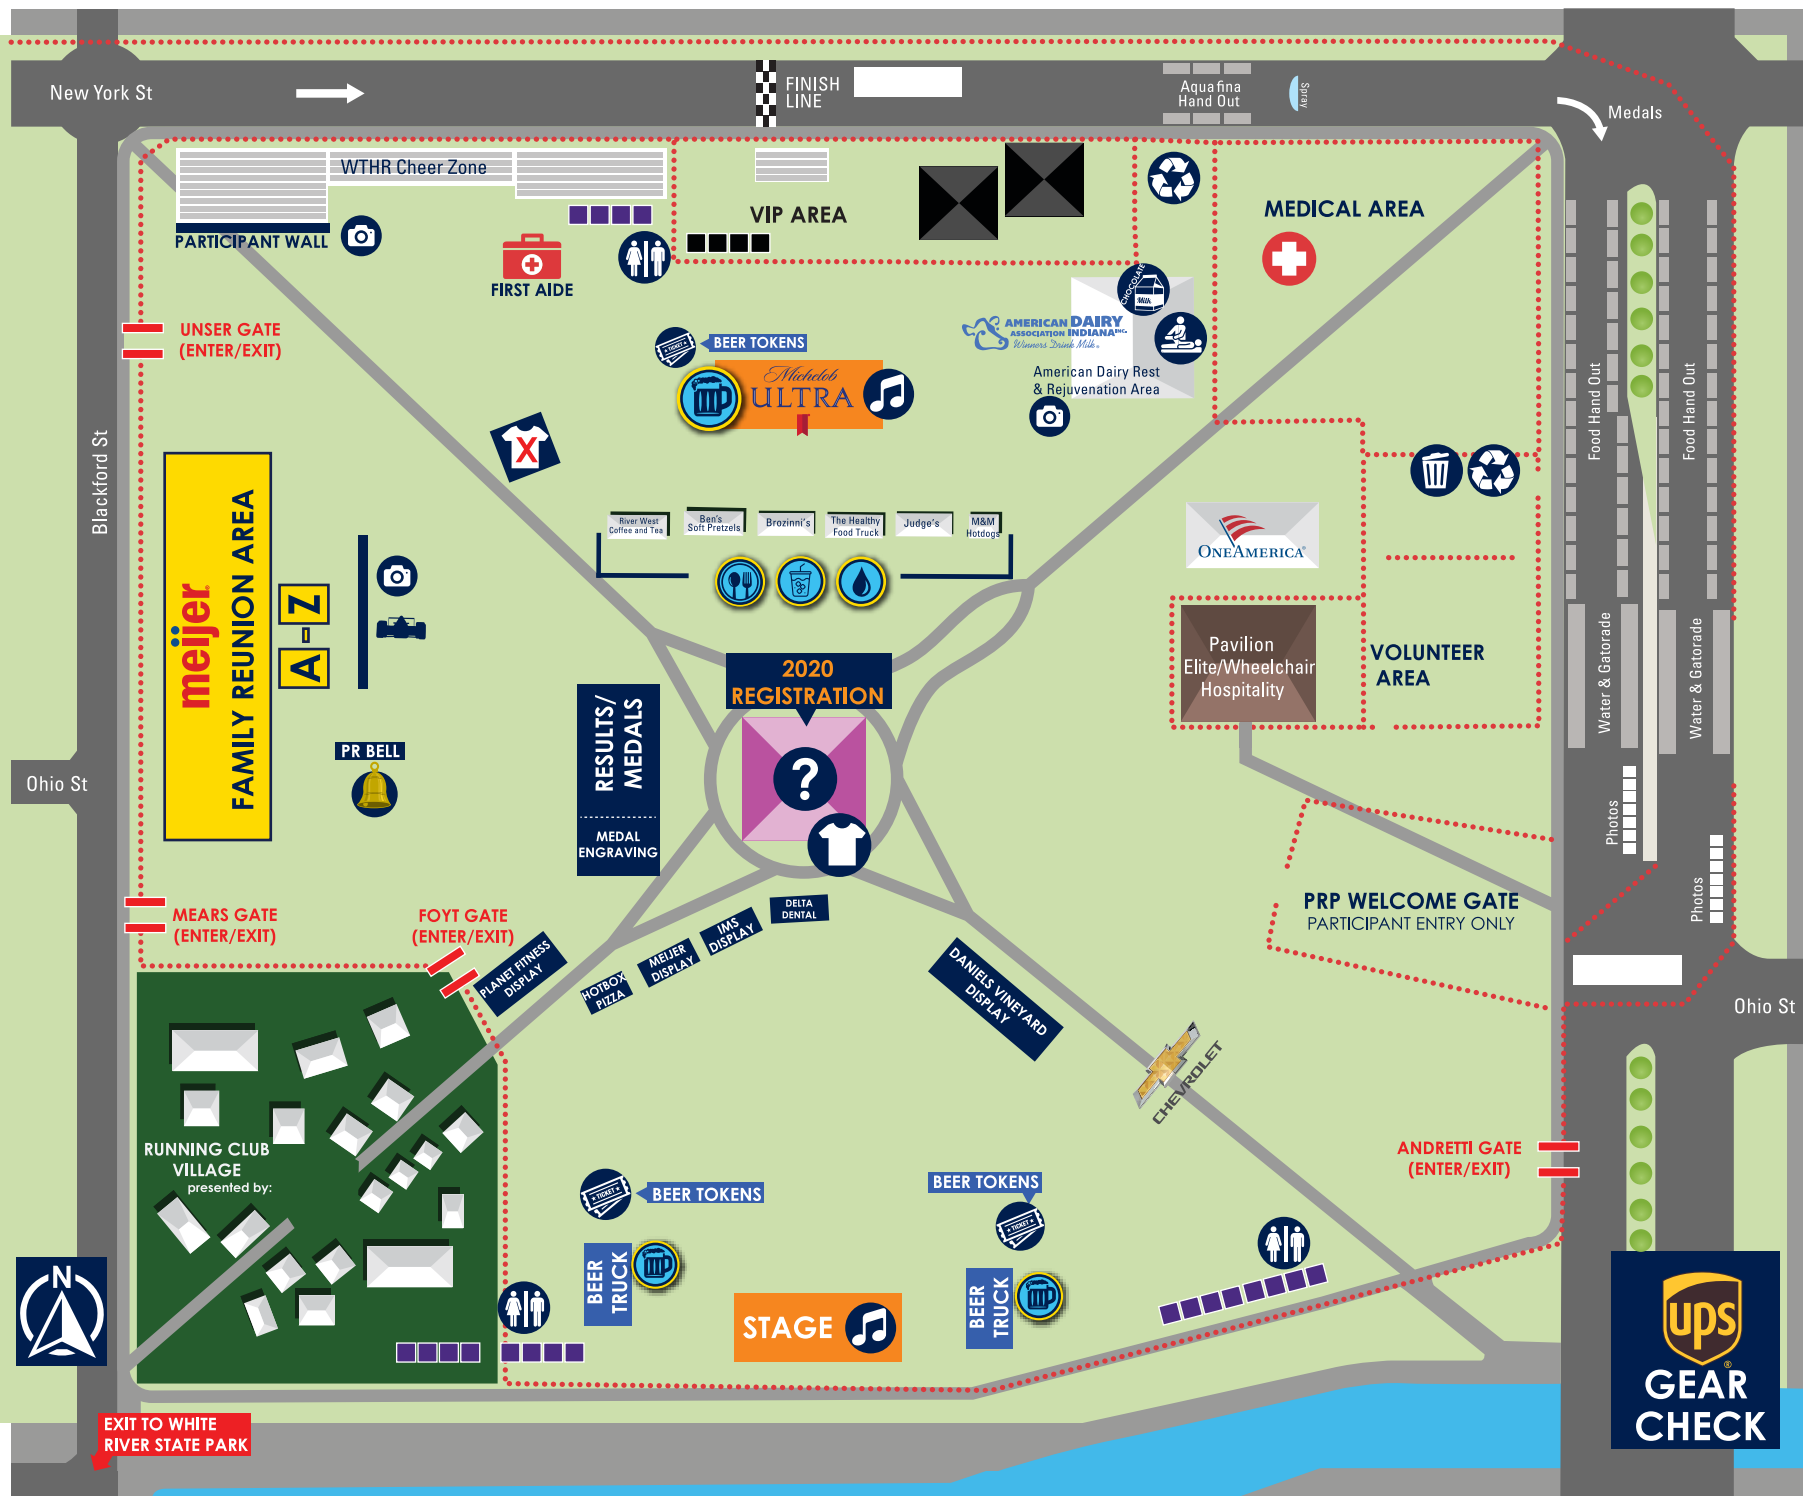 New York St
FINISH
LINE
Aquafina
Hand Out
Spray
Medals
WTHR Cheer Zone
PARTICIPANT WALL
VIP AREA
MEDICAL AREA
FIRST AIDE
UNSER GATE
(ENTER/EXIT)
TICKET
BEER TOKENS
Michelob
ULTRA
CHOCOLATE
Milk
AMERICAN DAIRY
ASSOCIATION INDIANA INC.
Winners Drink Milk.
American Dairy Rest
& Rejuvenation Area
Food Hand Out
Food Hand Out
X
Blackford St
River West
Coffee and Tea
Ben's
Soft Pretzels
Brozinni's
The Healthy
Food Truck
Judge's
M&M
Hotdogs
ONEAMERICA®
meijer
FAMILY REUNION AREA
A-Z
2020
REGISTRATION
?
RESULTS/
MEDALS
MEDAL
ENGRAVING
Pavilion
Elite/Wheelchair
Hospitality
VOLUNTEER
AREA
Water & Gatorade
Water & Gatorade
PR BELL
Ohio St
Photos
Photos
MEARS GATE
(ENTER/EXIT)
FOYT GATE
(ENTER/EXIT)
PLANET FITNESS
DISPLAY
HOTBOX
PIZZA
MEIJER
DISPLAY
IMS
DISPLAY
DELTA
DENTAL
DANIELS VINEYARD
DISPLAY
PRP WELCOME GATE
PARTICIPANT ENTRY ONLY
Ohio St
CHEVROLET
RUNNING CLUB
VILLAGE
presented by:
ANDRETTI GATE
(ENTER/EXIT)
TICKET
BEER TOKENS
BEER TOKENS
TICKET
BEER
TRUCK
BEER
TRUCK
STAGE
N
ups
®
GEAR
CHECK
EXIT TO WHITE
RIVER STATE PARK